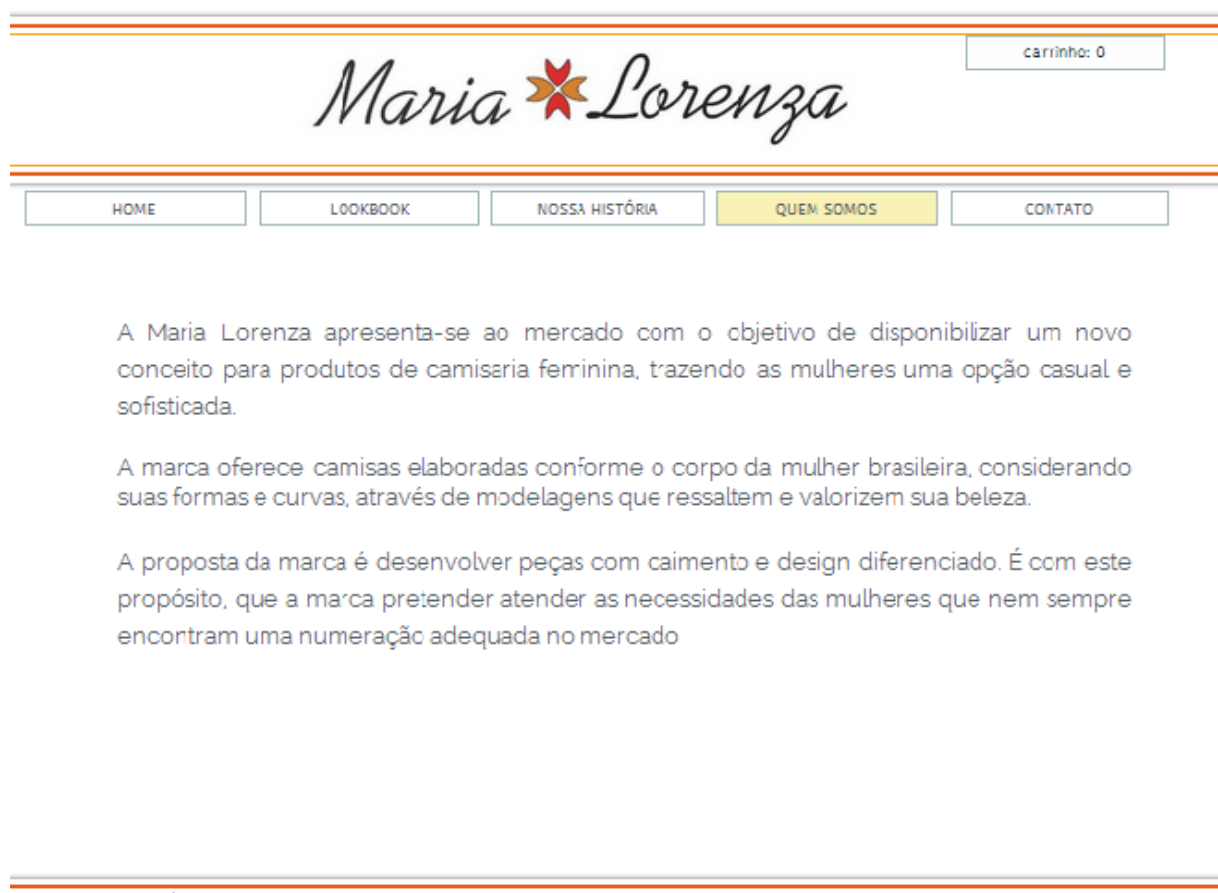 carrinho: 0
Maria Lorenza
HOME LOOKBOOK NOSSA HISTÓRIA QUEM SOMOS CONTATO
A Maria Lorenza apresenta-se ao mercado com o objetivo de disponibilizar um novo
conceito para produtos de camisaria feminina, trazendo as mulheres uma opção casual e
sofisticada.
A marca oferece camisas elaboradas conforme o corpo da mulher brasileira, considerando
suas formas e curvas, através de modelagens que ressaltem e valorizem sua beleza.
A proposta da marca é desenvolver peças com caimento e design diferenciado. É com este
propósito, que a marca pretender atender as necessidades das mulheres que nem sempre
encontram uma numeração adequada no mercado